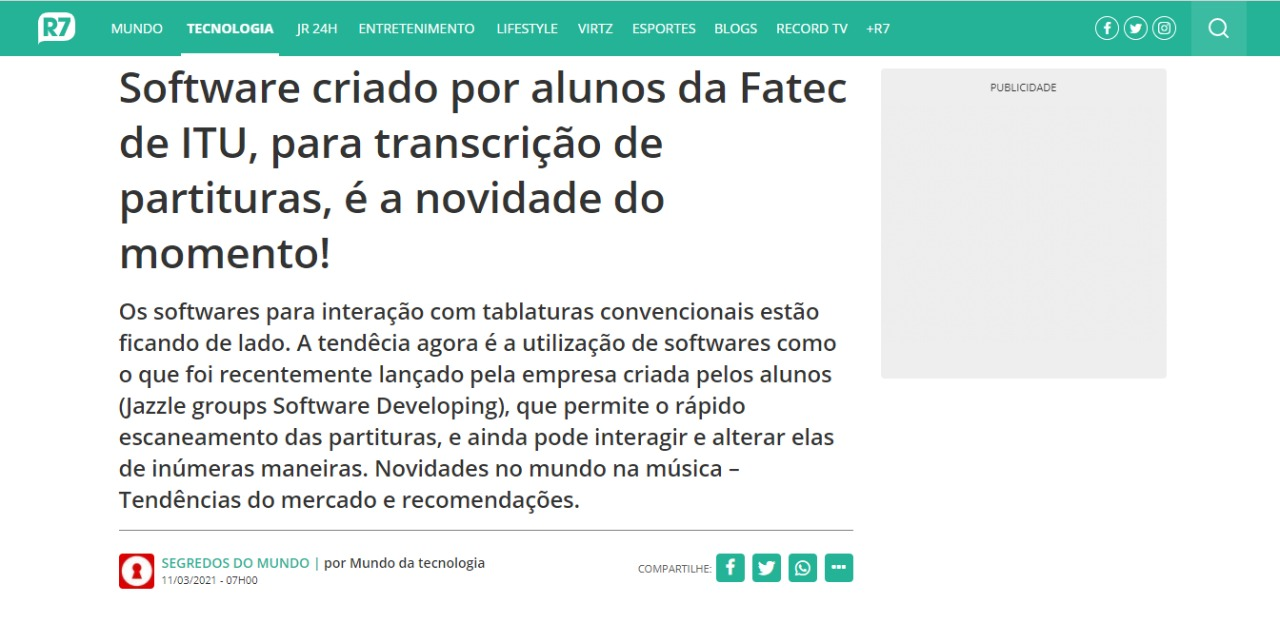 R7 MUNDO TECNOLOGIA JR 24H ENTRETENIMENTO LIFESTYLE VIRTZ ESPORTES BLOGS RECORD TV +R7
Software criado por alunos da Fatec
de ITU, para transcrição de
partituras, é a novidade do
momento!
PUBLICIDADE
Os softwares para interação com tablaturas convencionais estão
ficando de lado. A tendêcia agora é a utilização de softwares como
o que foi recentemente lançado pela empresa criada pelos alunos
(Jazzle groups Software Developing), que permite o rápido
escaneamento das partituras, e ainda pode interagir e alterar elas
de inúmeras maneiras. Novidades no mundo na música –
Tendências do mercado e recomendações.
SEGREDOS DO MUNDO | por Mundo da tecnologia
11/03/2021 - 07H00
COMPARTILHE: